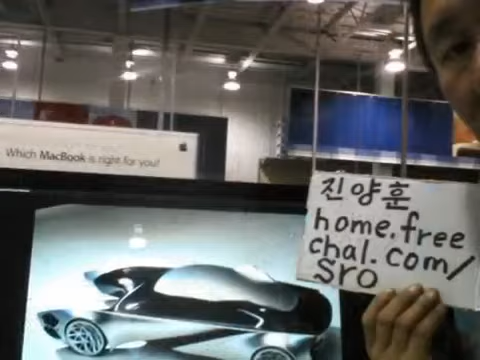 Which MacBook is right for you?
진양훈
home.free
chal.com/
sro